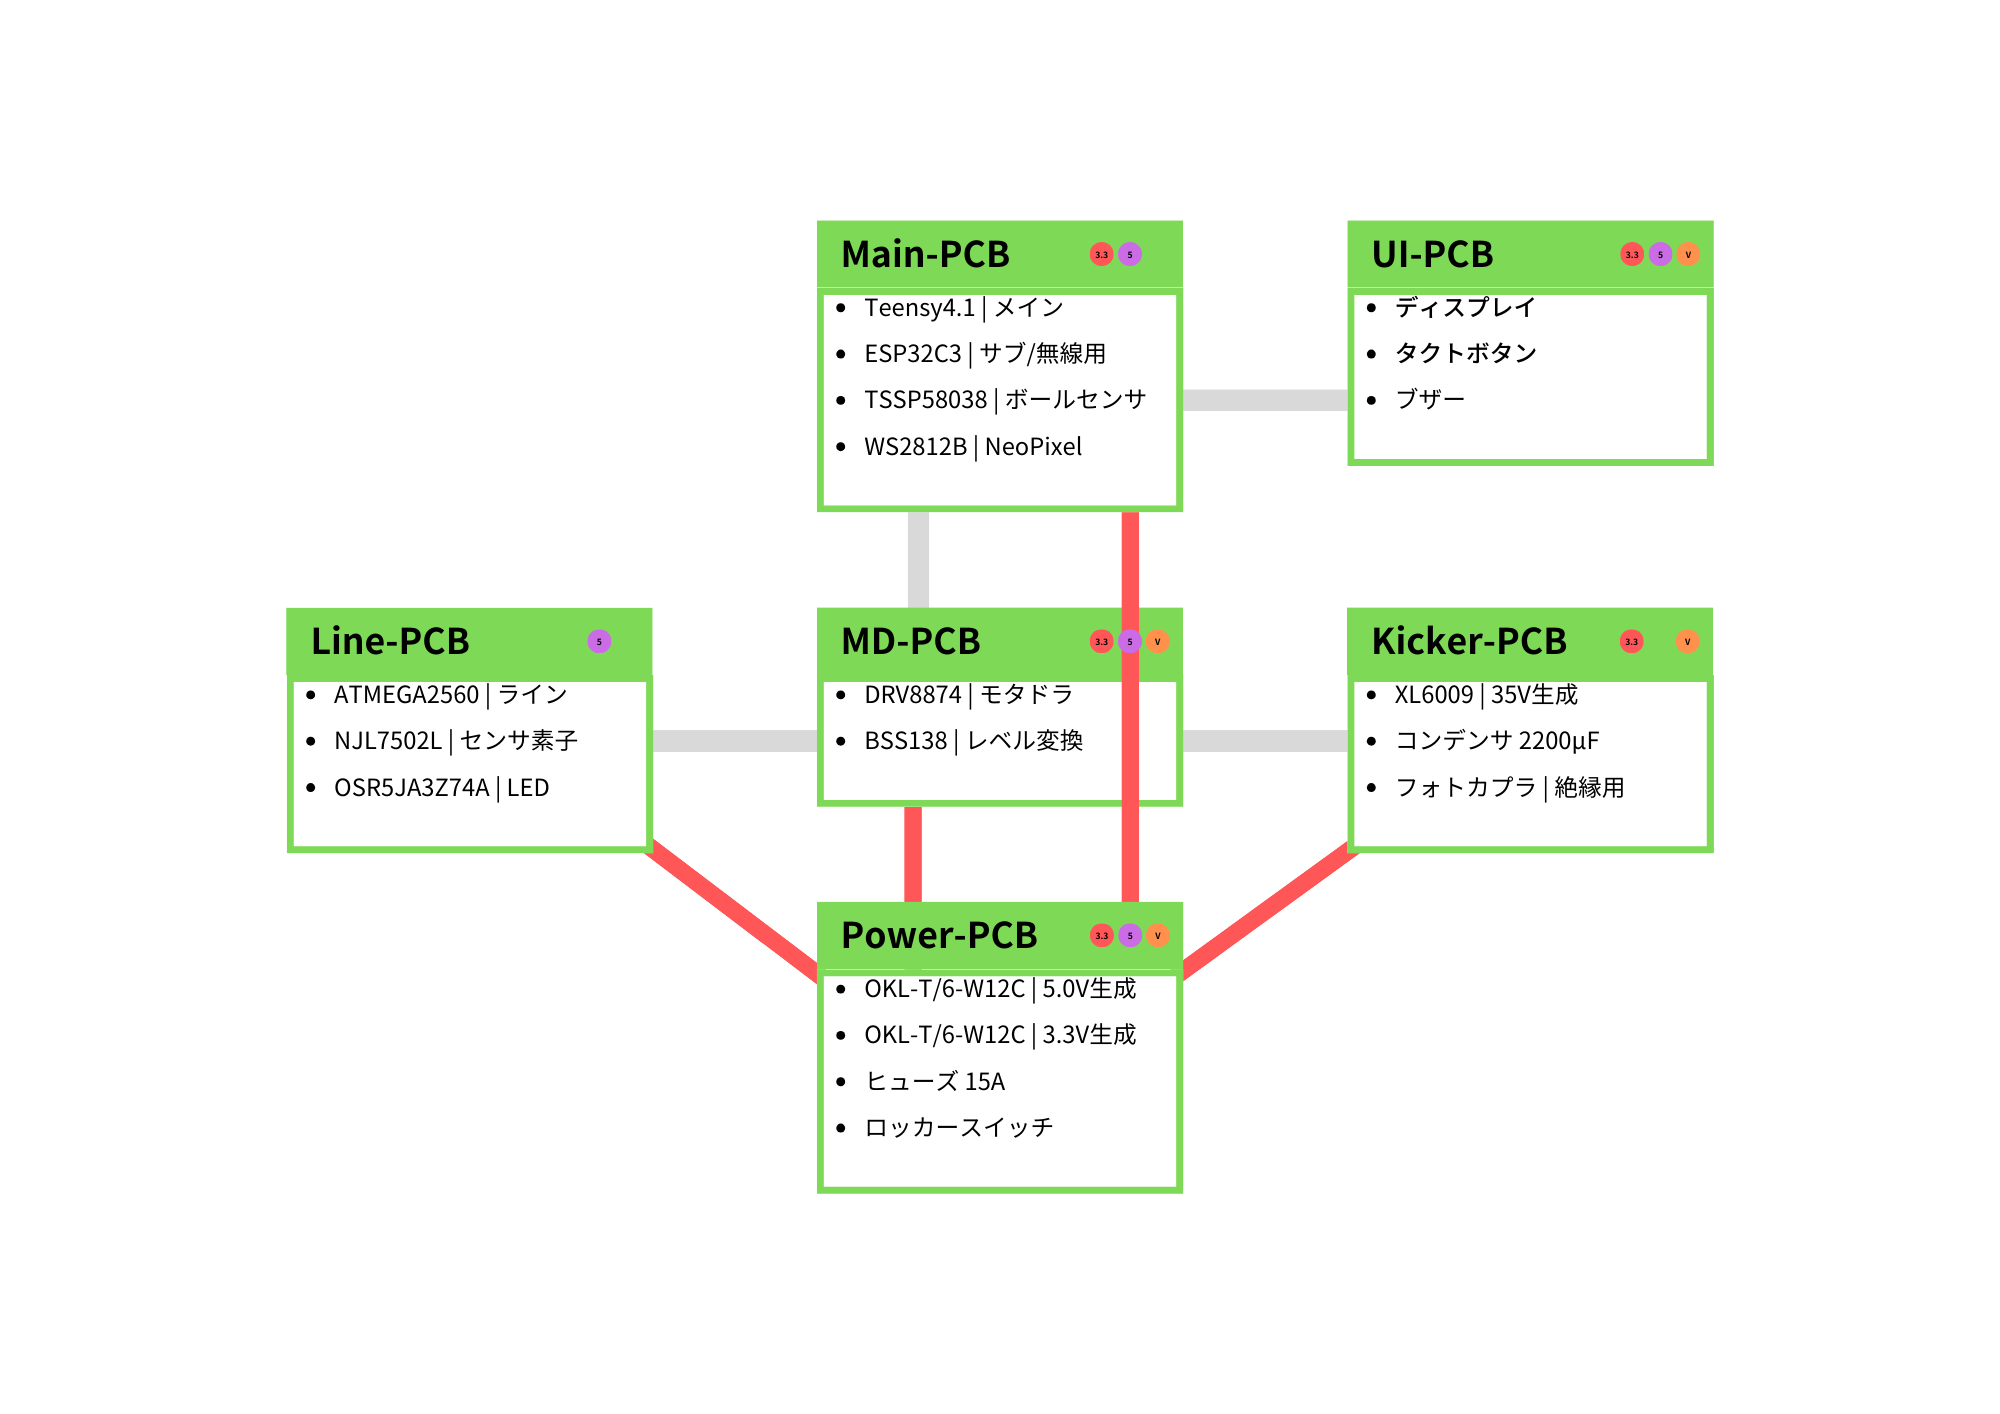 Main-PCB 3.3 5
• Teensy4.1 | メイン
• ESP32C3 | サブ/無線用
• TSSP58038 | ボールセンサ
• WS2812B | NeoPixel
UI-PCB 3.3 5 V
• ディスプレイ
• タクトボタン
• ブザー
Line-PCB 5
• ATMEGA2560 | ライン
• NJL7502L | センサ素子
• OSR5JA3Z74A | LED
MD-PCB 3.3 5 V
• DRV8874 | モタドラ
• BSS138 | レベル変換
Kicker-PCB 3.3 V
• XL6009 | 35V生成
• コンデンサ 2200μF
• フォトカプラ | 絶縁用
Power-PCB 3.3 5 V
• OKL-T/6-W12C | 5.0V生成
• OKL-T/6-W12C | 3.3V生成
• ヒューズ 15A
• ロッカースイッチ